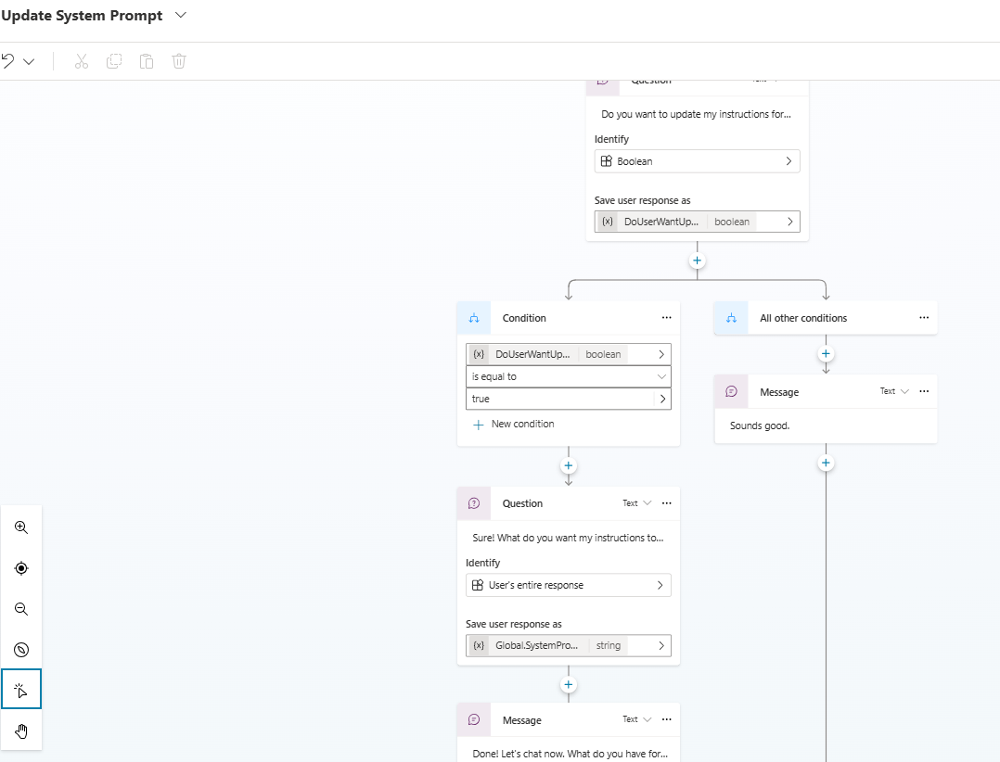 Update System Prompt
Question
Text
Do you want to update my instructions for...
Identify
Boolean
Save user response as
{x} DoUserWantUp... boolean
Condition
{x} DoUserWantUp... boolean
is equal to
true
New condition
All other conditions
Message Text
Sounds good.
Question Text
Sure! What do you want my instructions to...
Identify
User's entire response
Save user response as
{x} Global.SystemPro... string
Message Text
Done! Let's chat now. What do you have for...